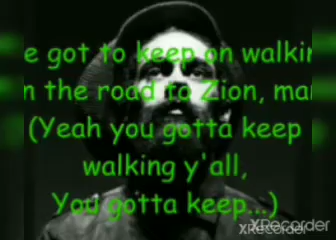 e got to keep on walkin
n the road to Zion, ma
(Yeah you gotta keep
walking y'all,
You gotta keep...)
XRecorder
XRecorder